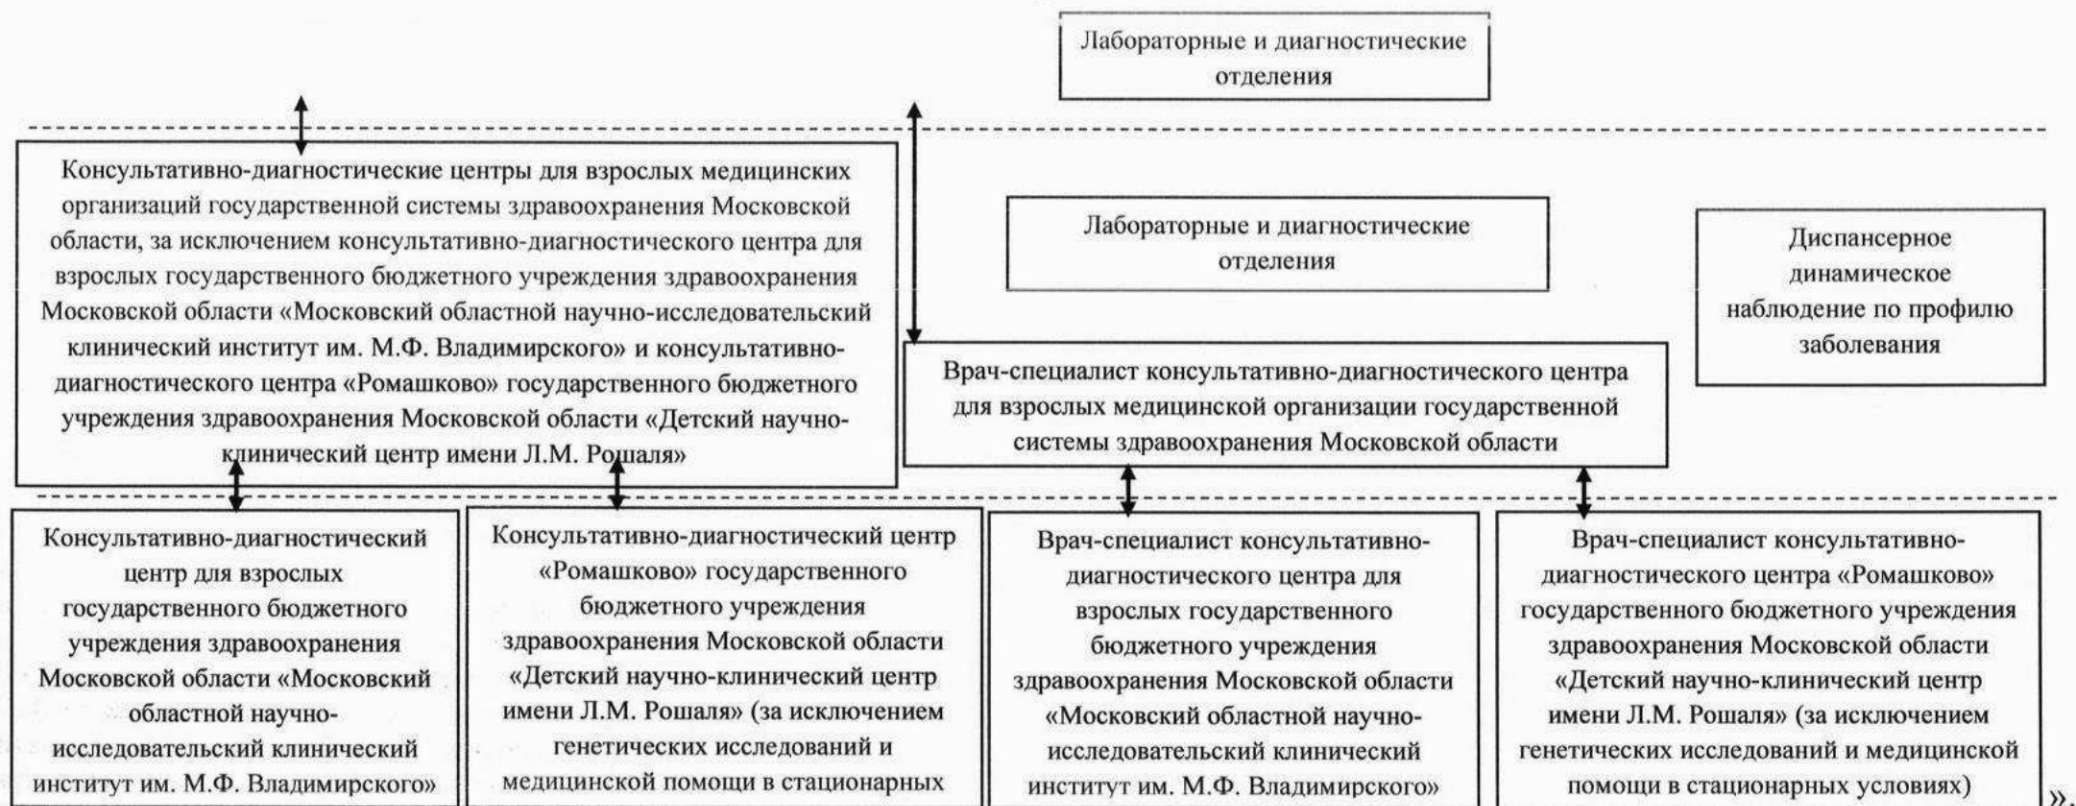 Лабораторные и диагностические
отделения
Консультативно-диагностические центры для взрослых медицинских
организаций государственной системы здравоохранения Московской
области, за исключением консультативно-диагностического центра для
взрослых государственного бюджетного учреждения здравоохранения
Московской области «Московский областной научно-исследовательский
клинический институт им. М.Ф. Владимирского» и консультативно-
диагностического центра «Ромашково» государственного бюджетного
учреждения здравоохранения Московской области «Детский научно-
клинический центр имени Л.М. Рошаля»
Лабораторные и диагностические
отделения
Диспансерное
динамическое
наблюдение по профилю
заболевания
Врач-специалист консультативно-диагностического центра
для взрослых медицинской организации государственной
системы здравоохранения Московской области
Консультативно-диагностический
центр для взрослых
государственного бюджетного
учреждения здравоохранения
Московской области «Московский
областной научно-
исследовательский клинический
институт им. М.Ф. Владимирского»
Консультативно-диагностический центр
«Ромашково» государственного
бюджетного учреждения
здравоохранения Московской области
«Детский научно-клинический центр
имени Л.М. Рошаля» (за исключением
генетических исследований и
медицинской помощи в стационарных
Врач-специалист консультативно-
диагностического центра для
взрослых государственного
бюджетного учреждения
здравоохранения Московской области
«Московский областной научно-
исследовательский клинический
институт им. М.Ф. Владимирского»
Врач-специалист консультативно-
диагностического центра «Ромашково»
государственного бюджетного учреждения
здравоохранения Московской области
«Детский научно-клинический центр
имени Л.М. Рошаля» (за исключением
генетических исследований и медицинской
помощи в стационарных условиях)
».